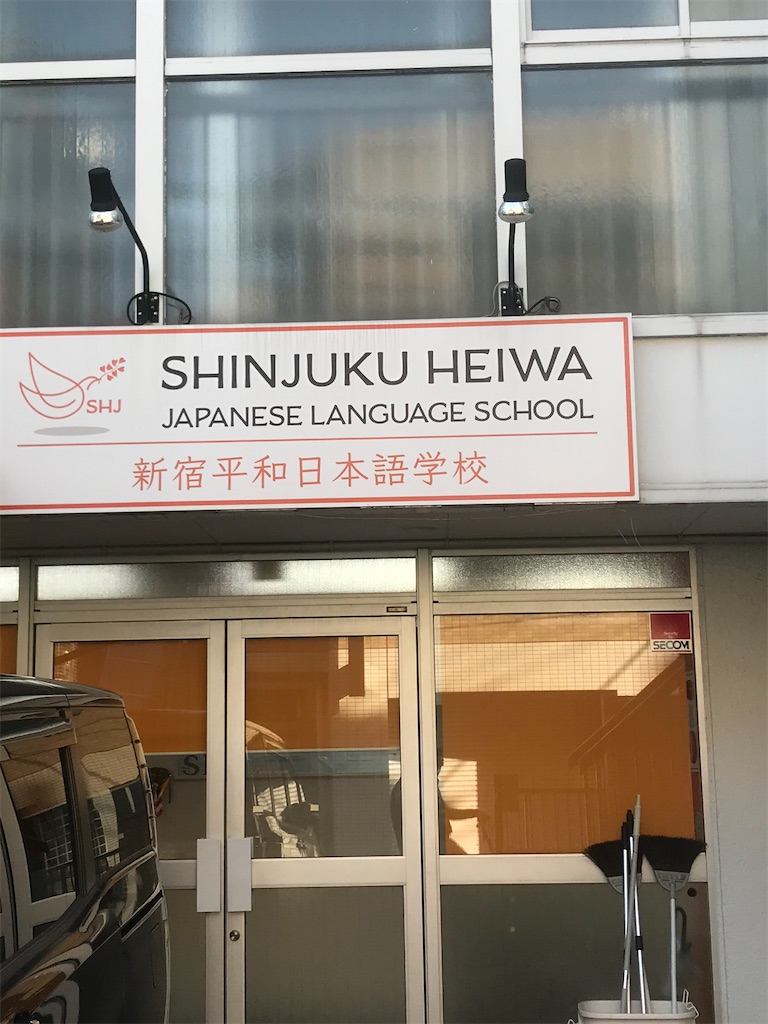 SHJ
SHINJUKU HEIWA
JAPANESE LANGUAGE SCHOOL
新宿平和日本語学校
SECOM